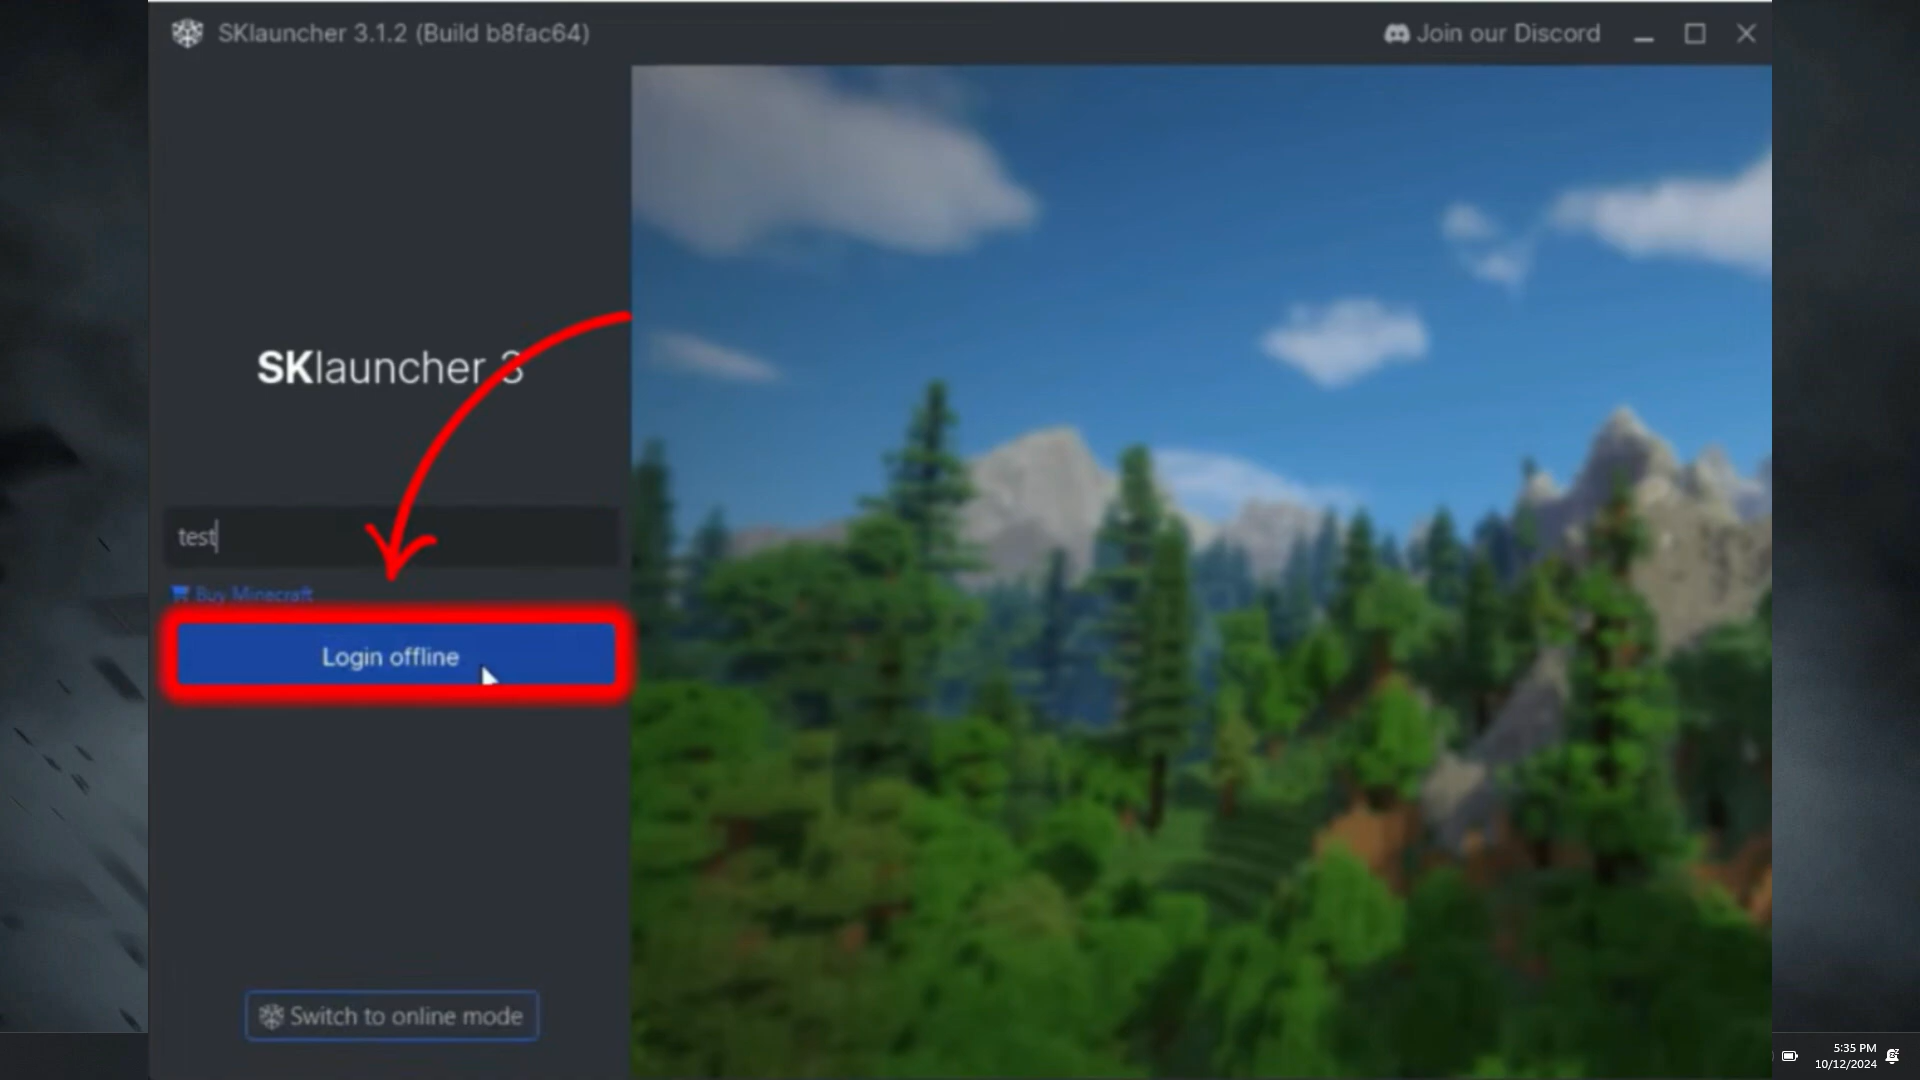 SKlauncher 3.1.2 (Build b8fac64)
Join our Discord
SKlauncher 3
test
Buy Minecraft
Login offline
Switch to online mode
5:35 PM
10/12/2024